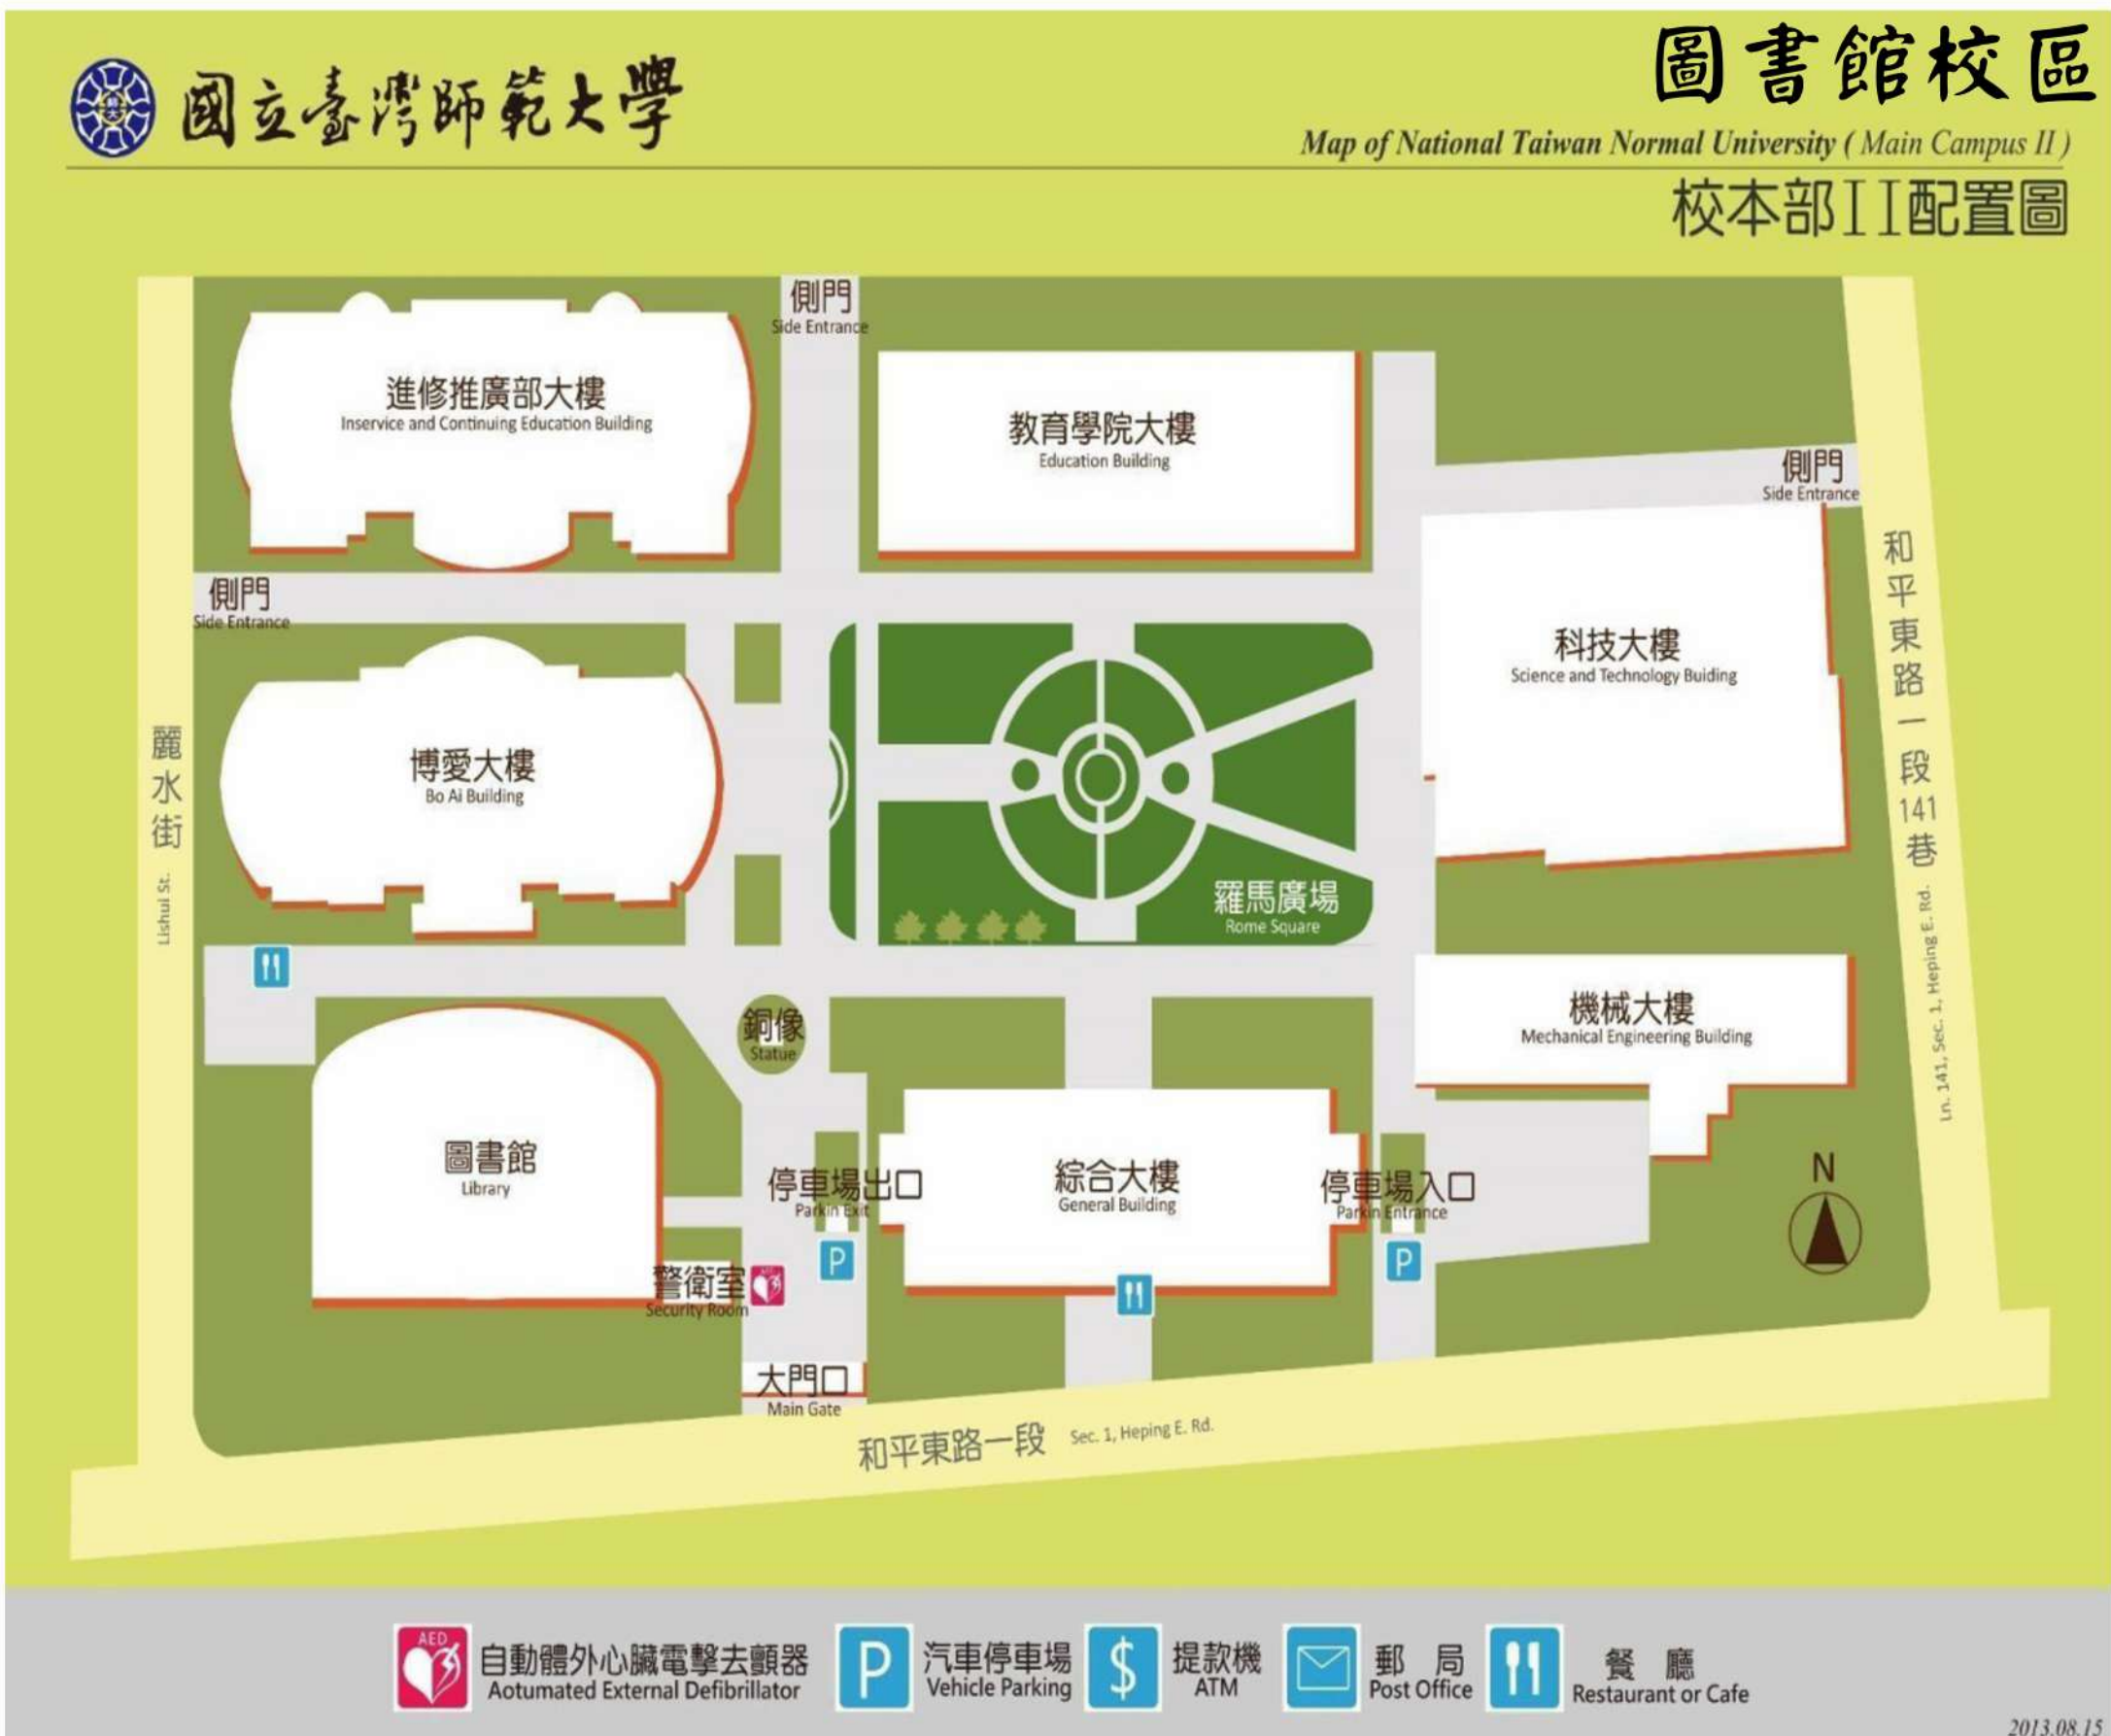 圖書館校區
國立臺灣師範大學
Map of National Taiwan Normal University ( Main Campus II )
校本部II配置圖
側門
Side Entrance
進修推廣部大樓
Inservice and Continuing Education Building
教育學院大樓
Education Building
側門
Side Entrance
側門
Side Entrance
科技大樓
Science and Technology Buiding
博愛大樓
Bo Ai Building
麗水街 Lishui St.
和平東路一段141巷 Ln. 141, Sec. 1, Heping E. Rd.
羅馬廣場
Rome Square
銅像
Statue
機械大樓
Mechanical Engineering Building
圖書館
Library
停車場出口
Parkin Exit
P
綜合大樓
General Building
停車場入口
Parkin Entrance
P
N
警衛室
Security Room
大門口
Main Gate
和平東路一段 Sec. 1, Heping E. Rd.
AED
自動體外心臟電擊去顫器
Aotumated External Defibrillator
P
汽車停車場
Vehicle Parking
$
提款機
ATM
郵局
Post Office
餐廳
Restaurant or Cafe
2013.08.15